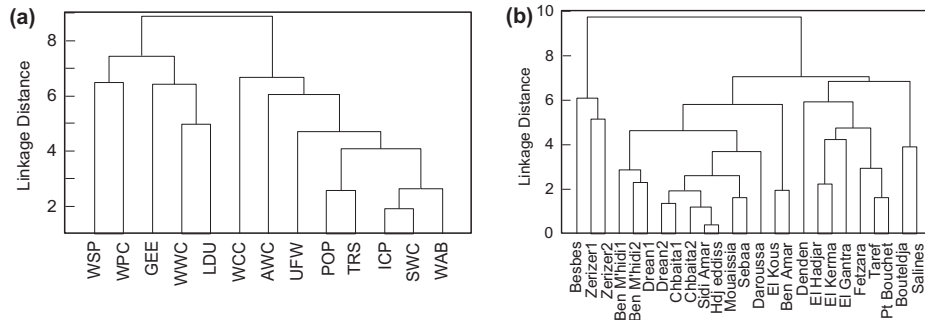 (a)
Linkage Distance
8
6
4
2
WSP
WPC
GEE
WWC
LDU
WCC
AWC
UFW
POP
TRS
ICP
SWC
WAB
(b)
Linkage Distance
10
8
6
4
2
0
Besbes
Zerizer1
Zerizer2
Ben M'hidi1
Ben M'hidi2
Drean1
Drean2
Chbaita1
Chbaita2
Sidi Amar
Hdj eddiss
Mouaissia
Sebaa
Daroussa
El Kous
Ben Amar
Denden
El Hadjar
El Kerma
El Gantra
Fetzara
Taref
Pt Bouchet
Bouteldja
Salines